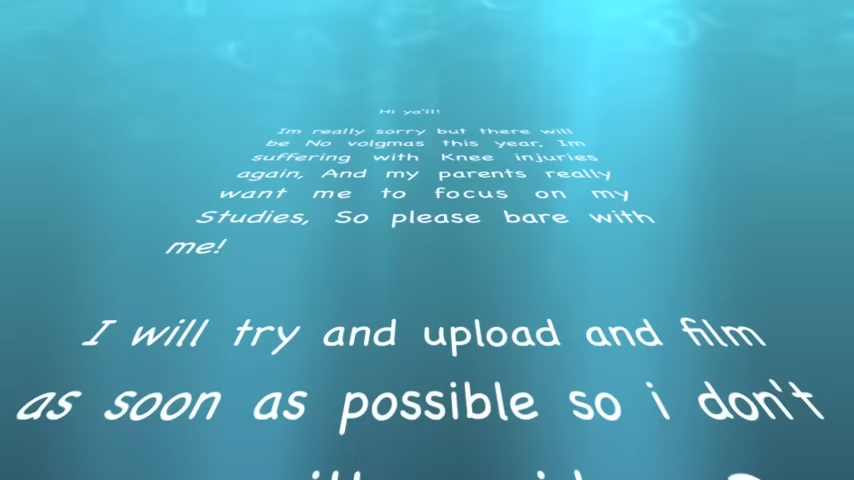 Hi ya'll!
Im really sorry but there will
be No volgmas this year, Im
suffering with Knee injuries
again, And my parents really
want me to focus on my
Studies, So please bare with
me!
I will try and upload and film
as soon as possible so i don't